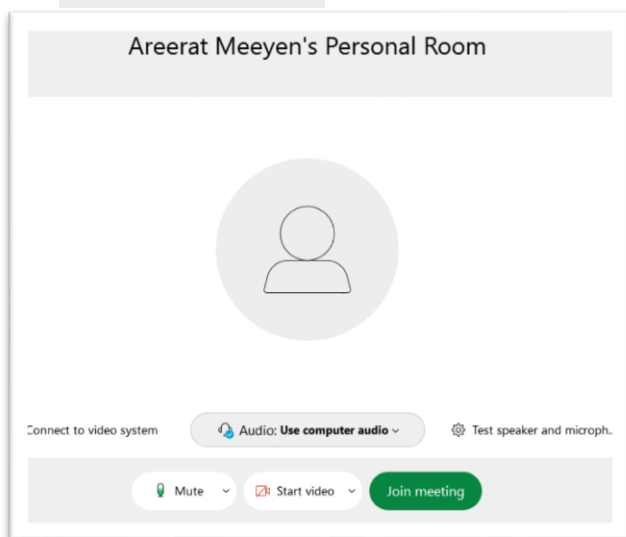 Areerat Meeyen's Personal Room
Connect to video system Audio: Use computer audio Test speaker and microph..
Mute Start video Join meeting